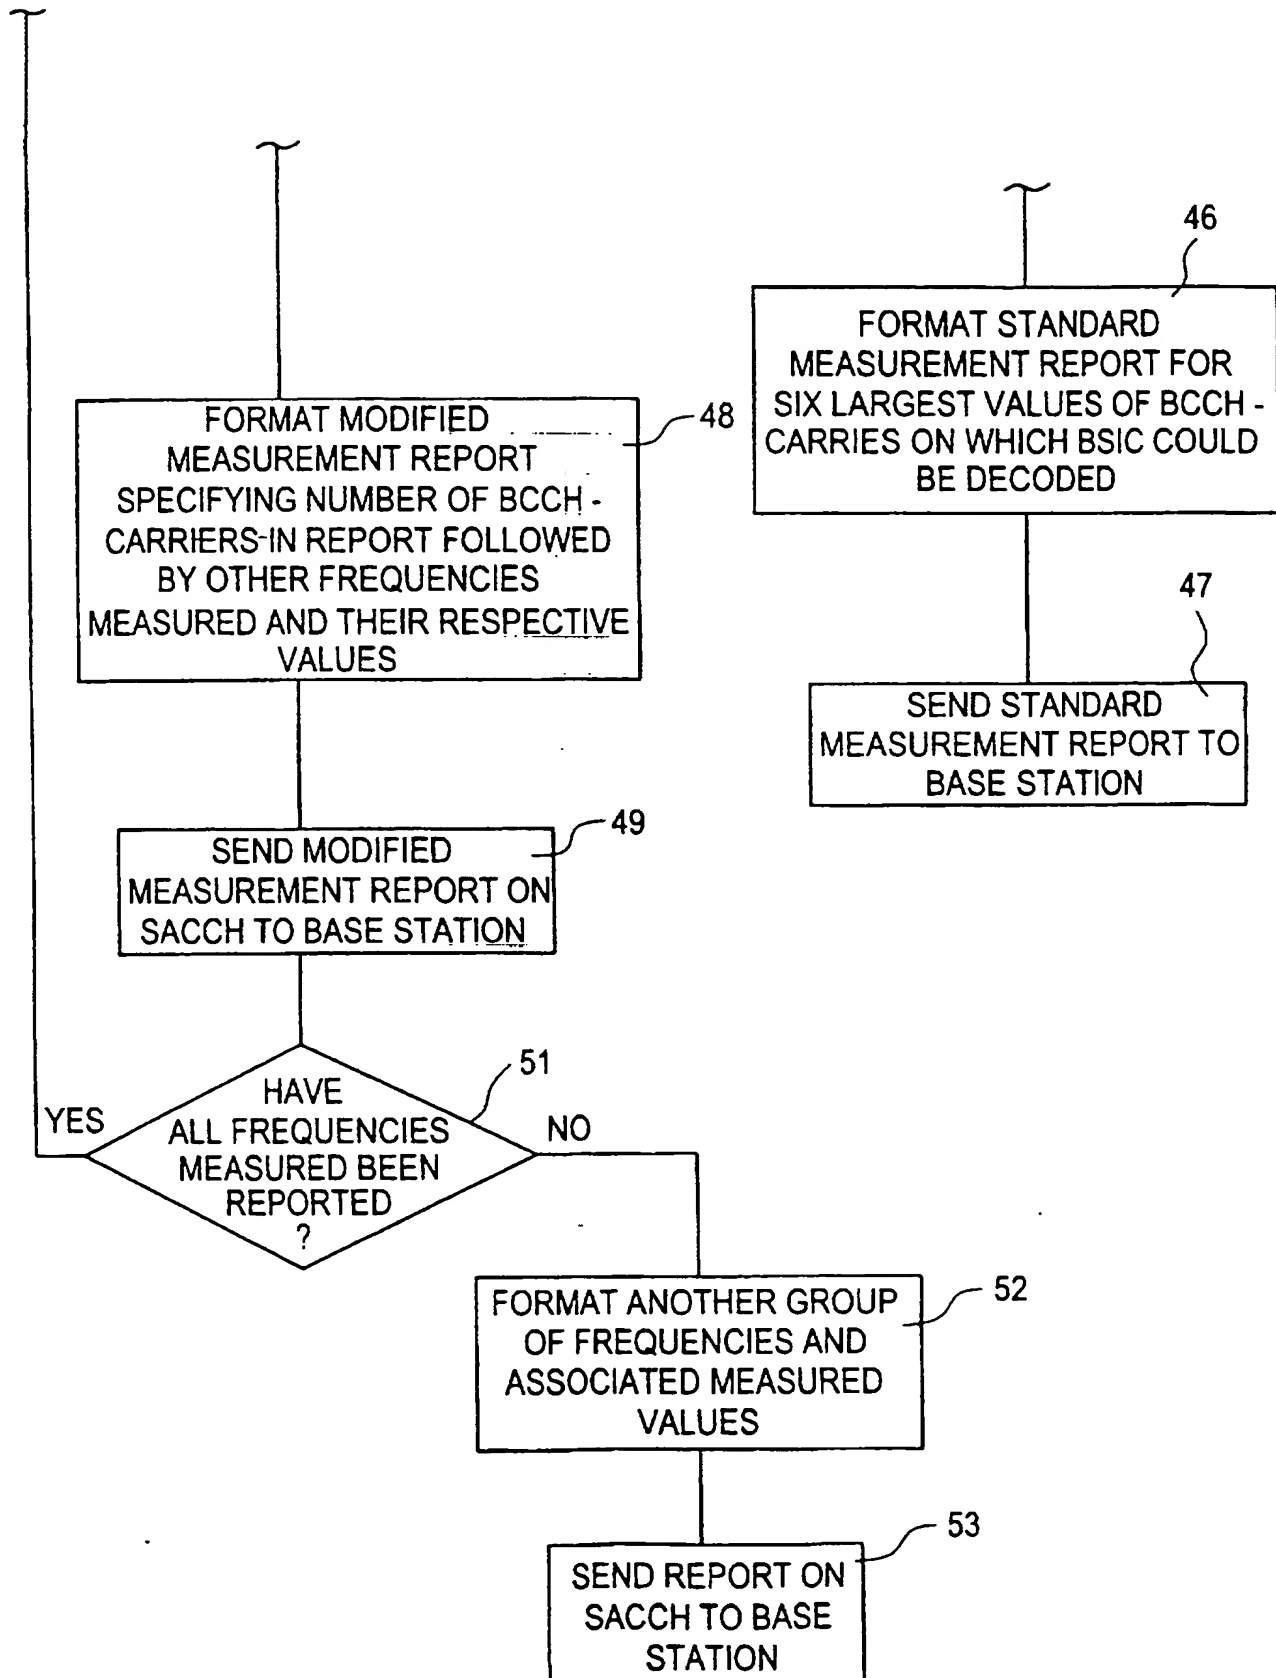 46
FORMAT STANDARD
MEASUREMENT REPORT FOR
SIX LARGEST VALUES OF BCCH -
CARRIES ON WHICH BSIC COULD
BE DECODED
FORMAT MODIFIED
MEASUREMENT REPORT
SPECIFYING NUMBER OF BCCH -
CARRIERS-IN REPORT FOLLOWED
BY OTHER FREQUENCIES
MEASURED AND THEIR RESPECTIVE
VALUES
48
47
SEND STANDARD
MEASUREMENT REPORT TO
BASE STATION
49
SEND MODIFIED
MEASUREMENT REPORT ON
SACCH TO BASE STATION
51
HAVE
ALL FREQUENCIES
MEASURED BEEN
REPORTED
?
YES
NO
52
FORMAT ANOTHER GROUP
OF FREQUENCIES AND
ASSOCIATED MEASURED
VALUES
53
SEND REPORT ON
SACCH TO BASE
STATION